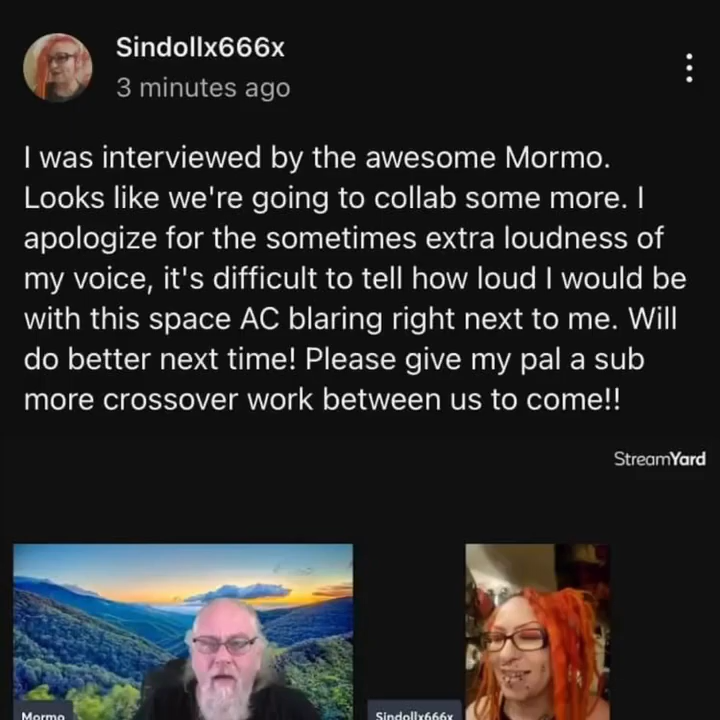 Sindollx666x
3 minutes ago
I was interviewed by the awesome Mormo.
Looks like we're going to collab some more. I
apologize for the sometimes extra loudness of
my voice, it's difficult to tell how loud I would be
with this space AC blaring right next to me. Will
do better next time! Please give my pal a sub
more crossover work between us to come!!
StreamYard
Mormo
Sindollx666x